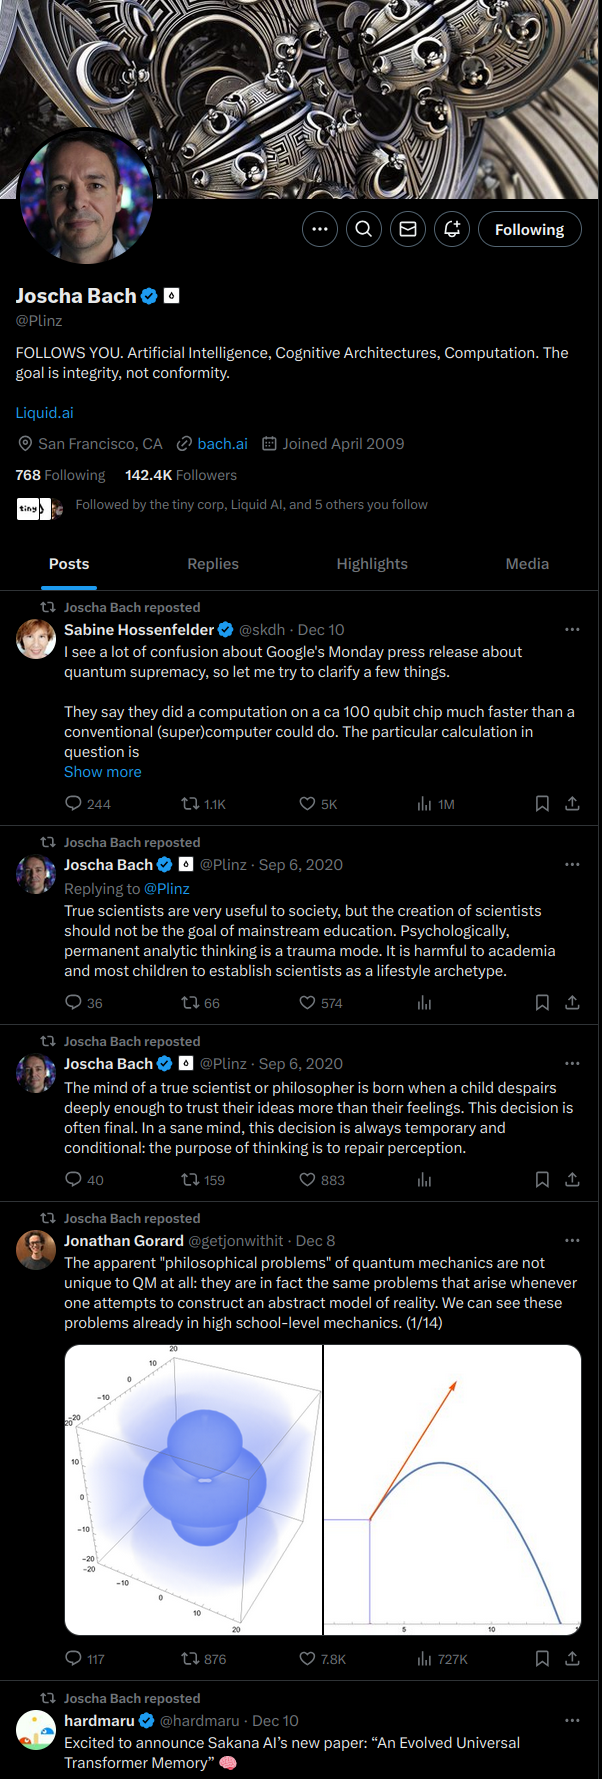 Following
Joscha Bach
@Plinz
FOLLOWS YOU. Artificial Intelligence, Cognitive Architectures, Computation. The
goal is integrity, not conformity.
Liquid.ai
San Francisco, CA bach.ai Joined April 2009
768 Following 142.4K Followers
tiny
Followed by the tiny corp, Liquid AI, and 5 others you follow
Posts Replies Highlights Media
Joscha Bach reposted
Sabine Hossenfelder @skdh · Dec 10
I see a lot of confusion about Google's Monday press release about
quantum supremacy, so let me try to clarify a few things.
They say they did a computation on a ca 100 qubit chip much faster than a
conventional (super)computer could do. The particular calculation in
question is
Show more
244 1.1K 5K 1M
Joscha Bach reposted
Joscha Bach @Plinz · Sep 6, 2020
Replying to @Plinz
True scientists are very useful to society, but the creation of scientists
should not be the goal of mainstream education. Psychologically,
permanent analytic thinking is a trauma mode. It is harmful to academia
and most children to establish scientists as a lifestyle archetype.
36 66 574
Joscha Bach reposted
Joscha Bach @Plinz · Sep 6, 2020
The mind of a true scientist or philosopher is born when a child despairs
deeply enough to trust their ideas more than their feelings. This decision is
often final. In a sane mind, this decision is always temporary and
conditional: the purpose of thinking is to repair perception.
40 159 883
Joscha Bach reposted
Jonathan Gorard @getjonwithit · Dec 8
The apparent "philosophical problems" of quantum mechanics are not
unique to QM at all: they are in fact the same problems that arise whenever
one attempts to construct an abstract model of reality. We can see these
problems already in high school-level mechanics. (1/14)
20
10
0
-10
-20
20
10
0
-10
-20
-20
-10
0
10
20
5 10
117 876 7.8K 727K
Joscha Bach reposted
hardmaru @hardmaru · Dec 10
Excited to announce Sakana AI's new paper: “An Evolved Universal
Transformer Memory” 🧠